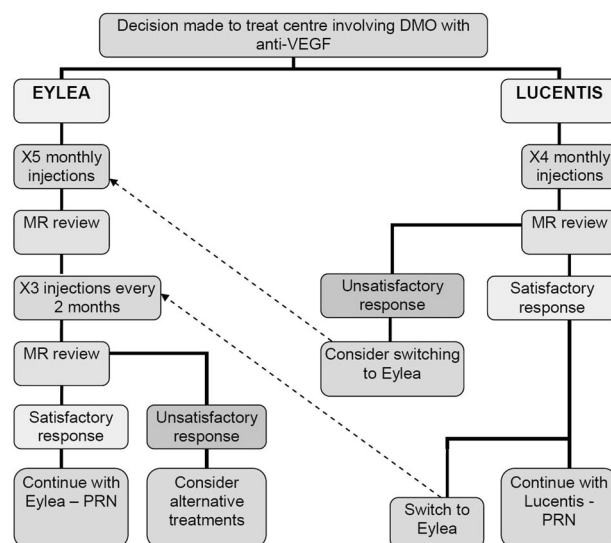 Decision made to treat centre involving DMO with
anti-VEGF
EYLEA
X5 monthly
injections
MR review
X3 injections every
2 months
MR review
Satisfactory
response
Unsatisfactory
response
Continue with
Eylea – PRN
Consider
alternative
treatments
LUCENTIS
X4 monthly
injections
MR review
Unsatisfactory
response
Satisfactory
response
Consider switching
to Eylea
Switch to
Eylea
Continue with
Lucentis -
PRN